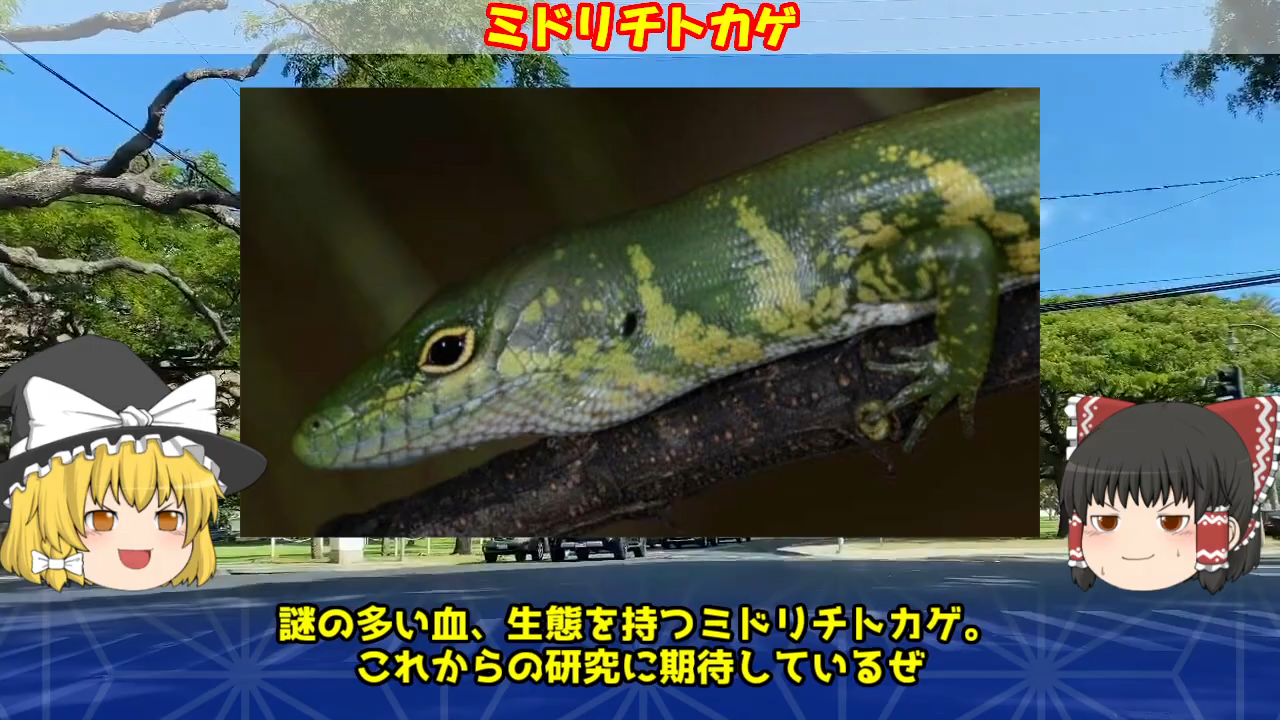 ミドリチトカゲ
謎の多い血、生態を持つミドリチトカゲ。
これからの研究に期待しているぜ